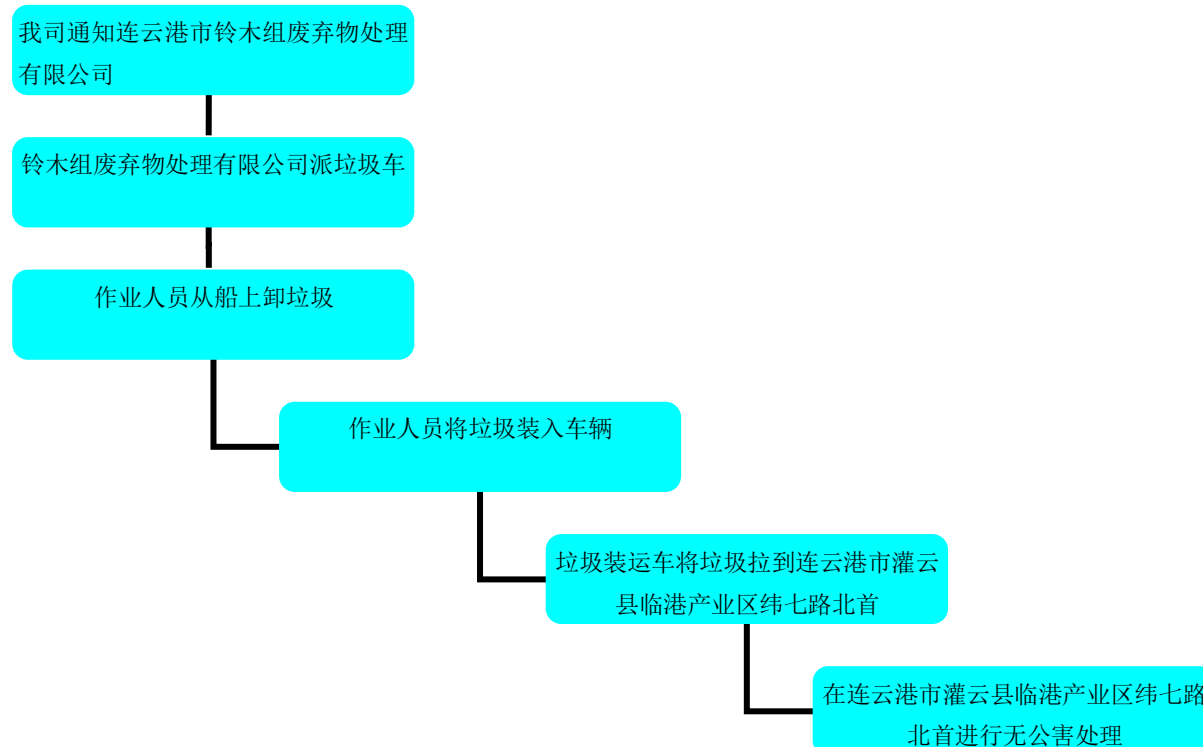 我司通知连云港市铃木组废弃物处理
有限公司
铃木组废弃物处理有限公司派垃圾车
作业人员从船上卸垃圾
作业人员将垃圾装入车辆
垃圾装运车将垃圾拉到连云港市灌云
县临港产业区纬七路北首
在连云港市灌云县临港产业区纬七路
北首进行无公害处理